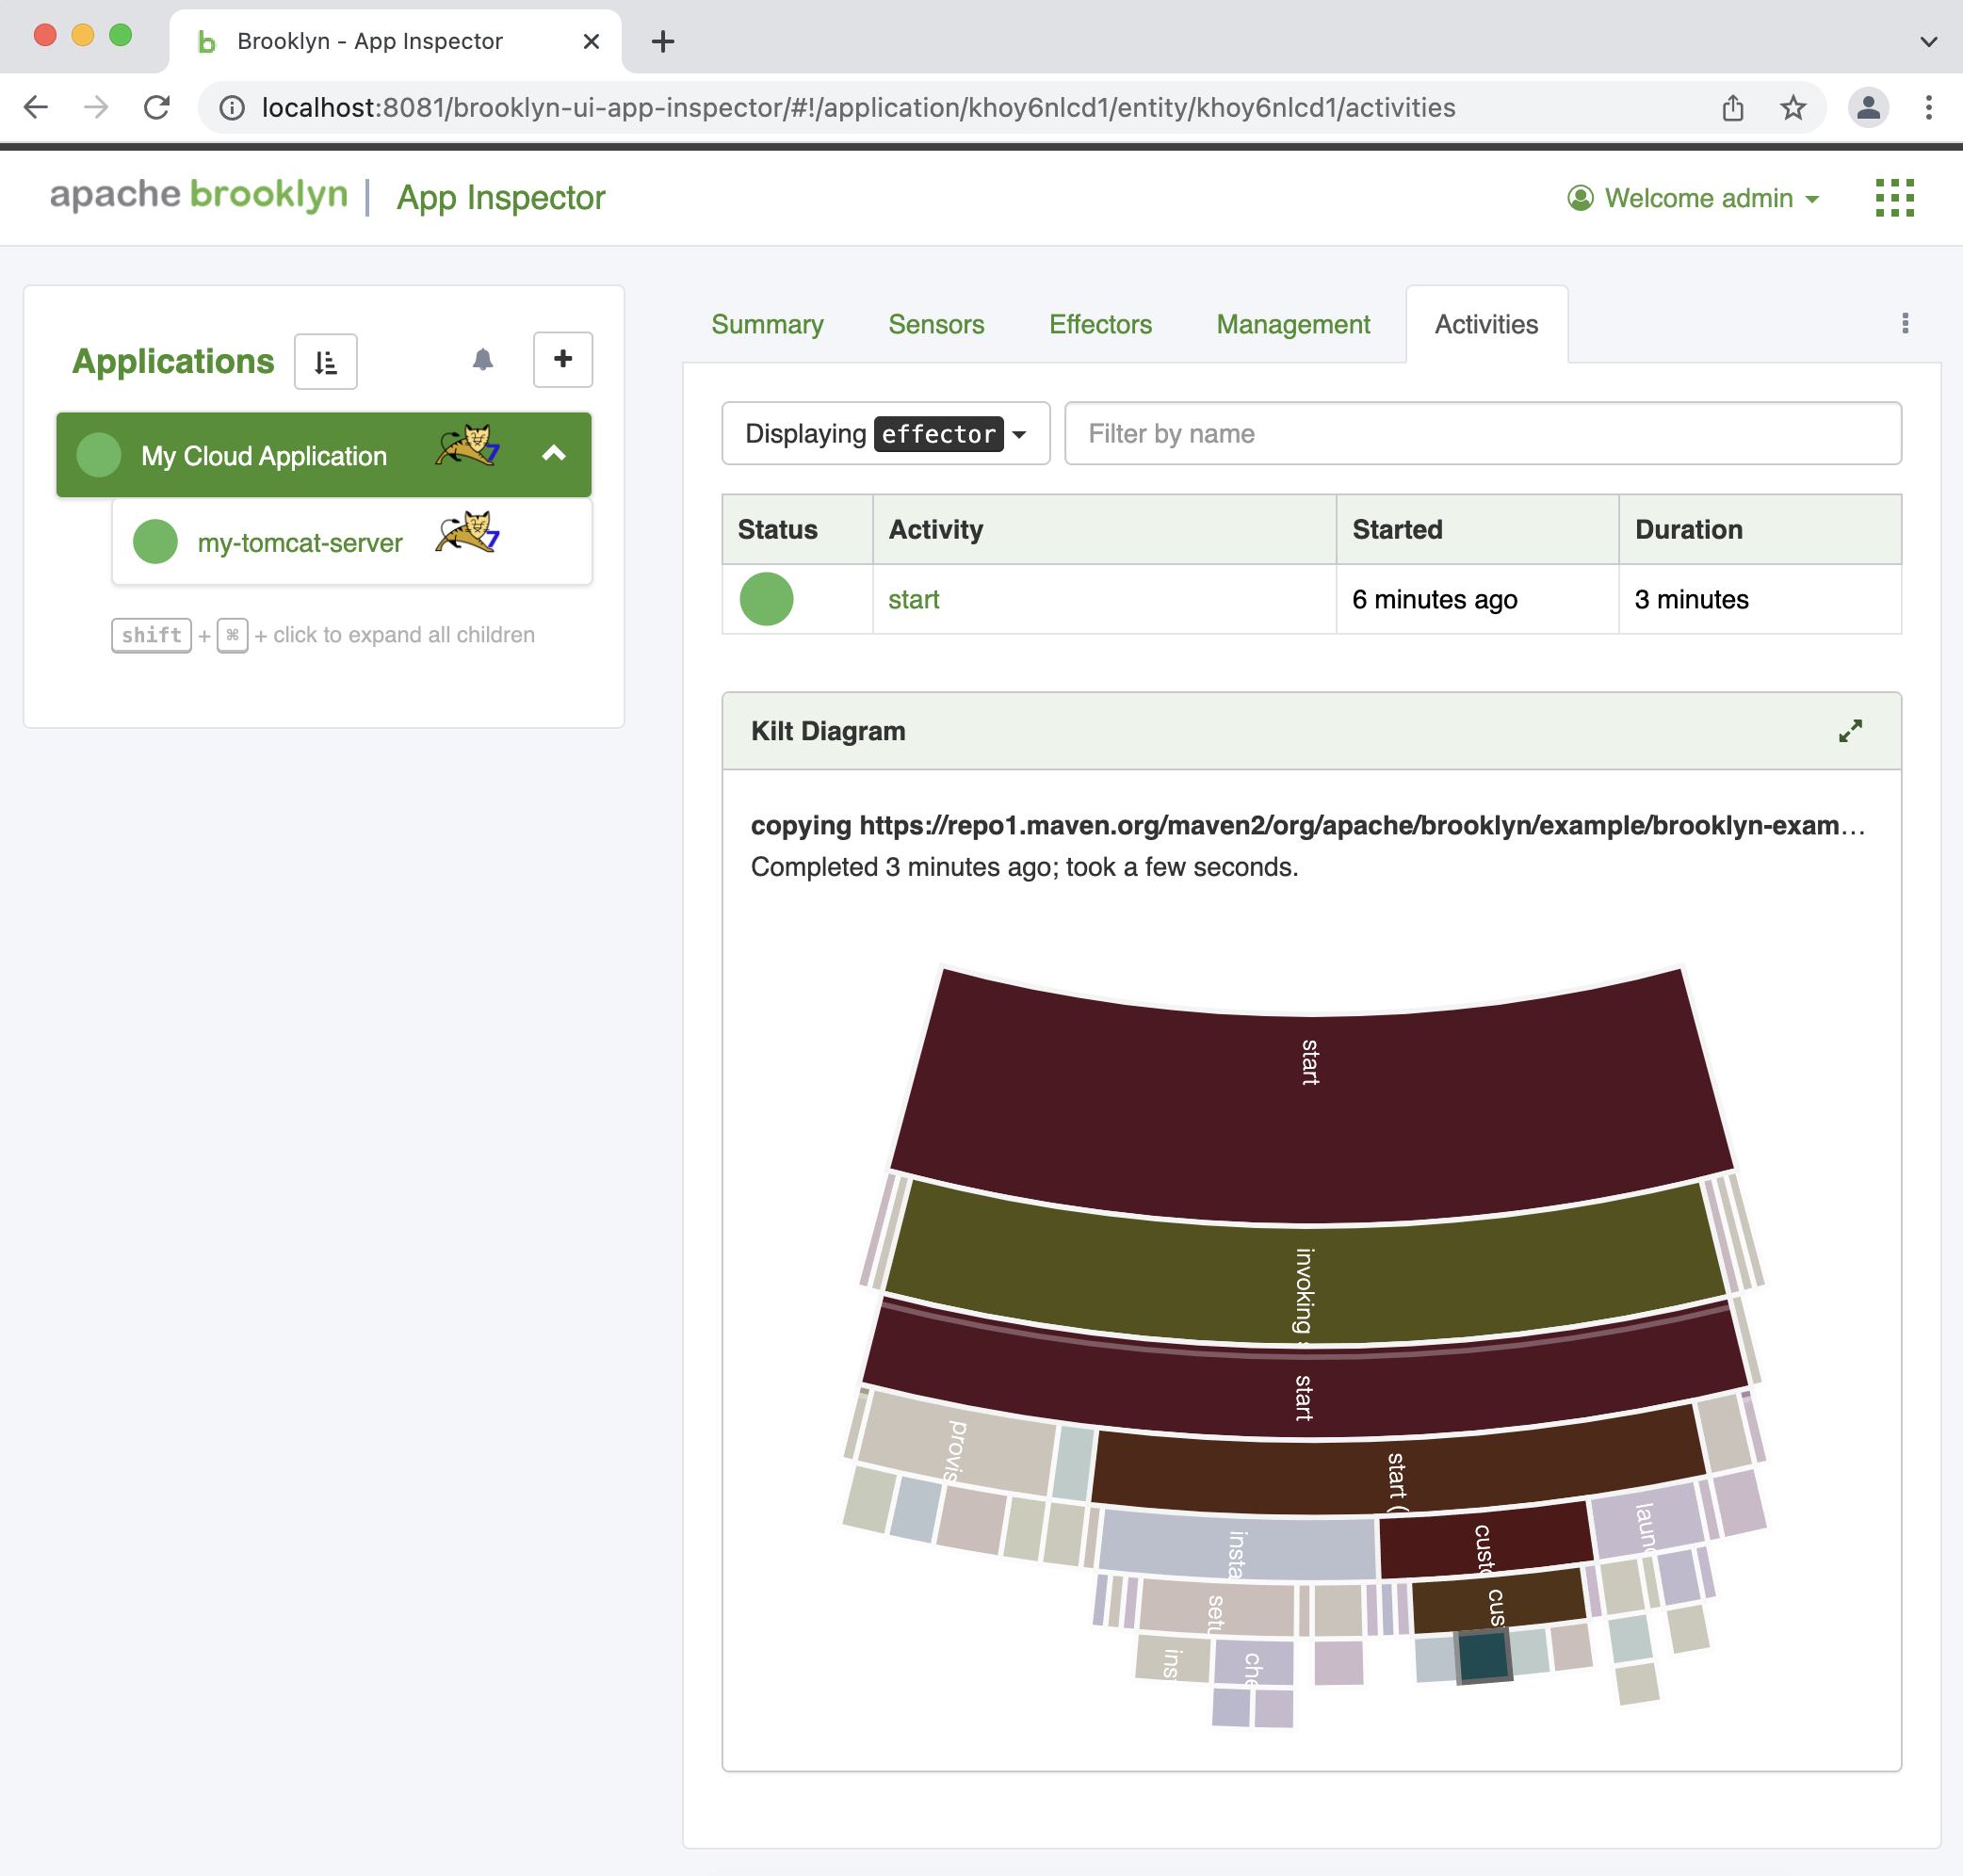 Brooklyn - App Inspector
localhost:8081/brooklyn-ui-app-inspector/#!/application/khoy6nlcd1/entity/khoy6nlcd1/activities
apache brooklyn | App Inspector
Welcome admin
Applications
My Cloud Application
my-tomcat-server
shift + ⌘ + click to expand all children
Summary Sensors Effectors Management Activities
Displaying effector
Filter by name
Status Activity Started Duration
start 6 minutes ago 3 minutes
Kilt Diagram
copying https://repo1.maven.org/maven2/org/apache/brooklyn/example/brooklyn-exam…
Completed 3 minutes ago; took a few seconds.
start
invoking
start
provis
start (
insta
custo
laun
setu
cus
ins
che